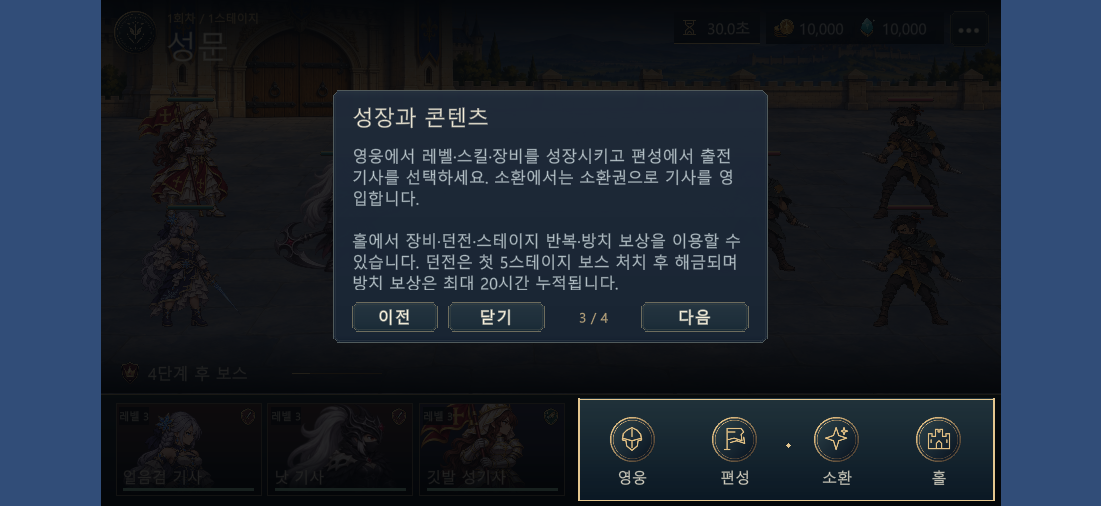 1회차 / 1스테이지
성문
30.0초
10,000
10,000
성장과 콘텐츠
영웅에서 레벨·스킬·장비를 성장시키고 편성에서 출전
기사를 선택하세요. 소환에서는 소환권으로 기사를 영
입합니다.
홀에서 장비·던전·스테이지 반복·방치 보상을 이용할 수
있습니다. 던전은 첫 5스테이지 보스 처치 후 해금되며
방치 보상은 최대 20시간 누적됩니다.
이전
닫기
3 / 4
다음
4단계 후 보스
레벨 3
레벨 3
레벨 3
얼음검 기사
낫 기사
깃발 성기사
영웅
편성
소환
홀